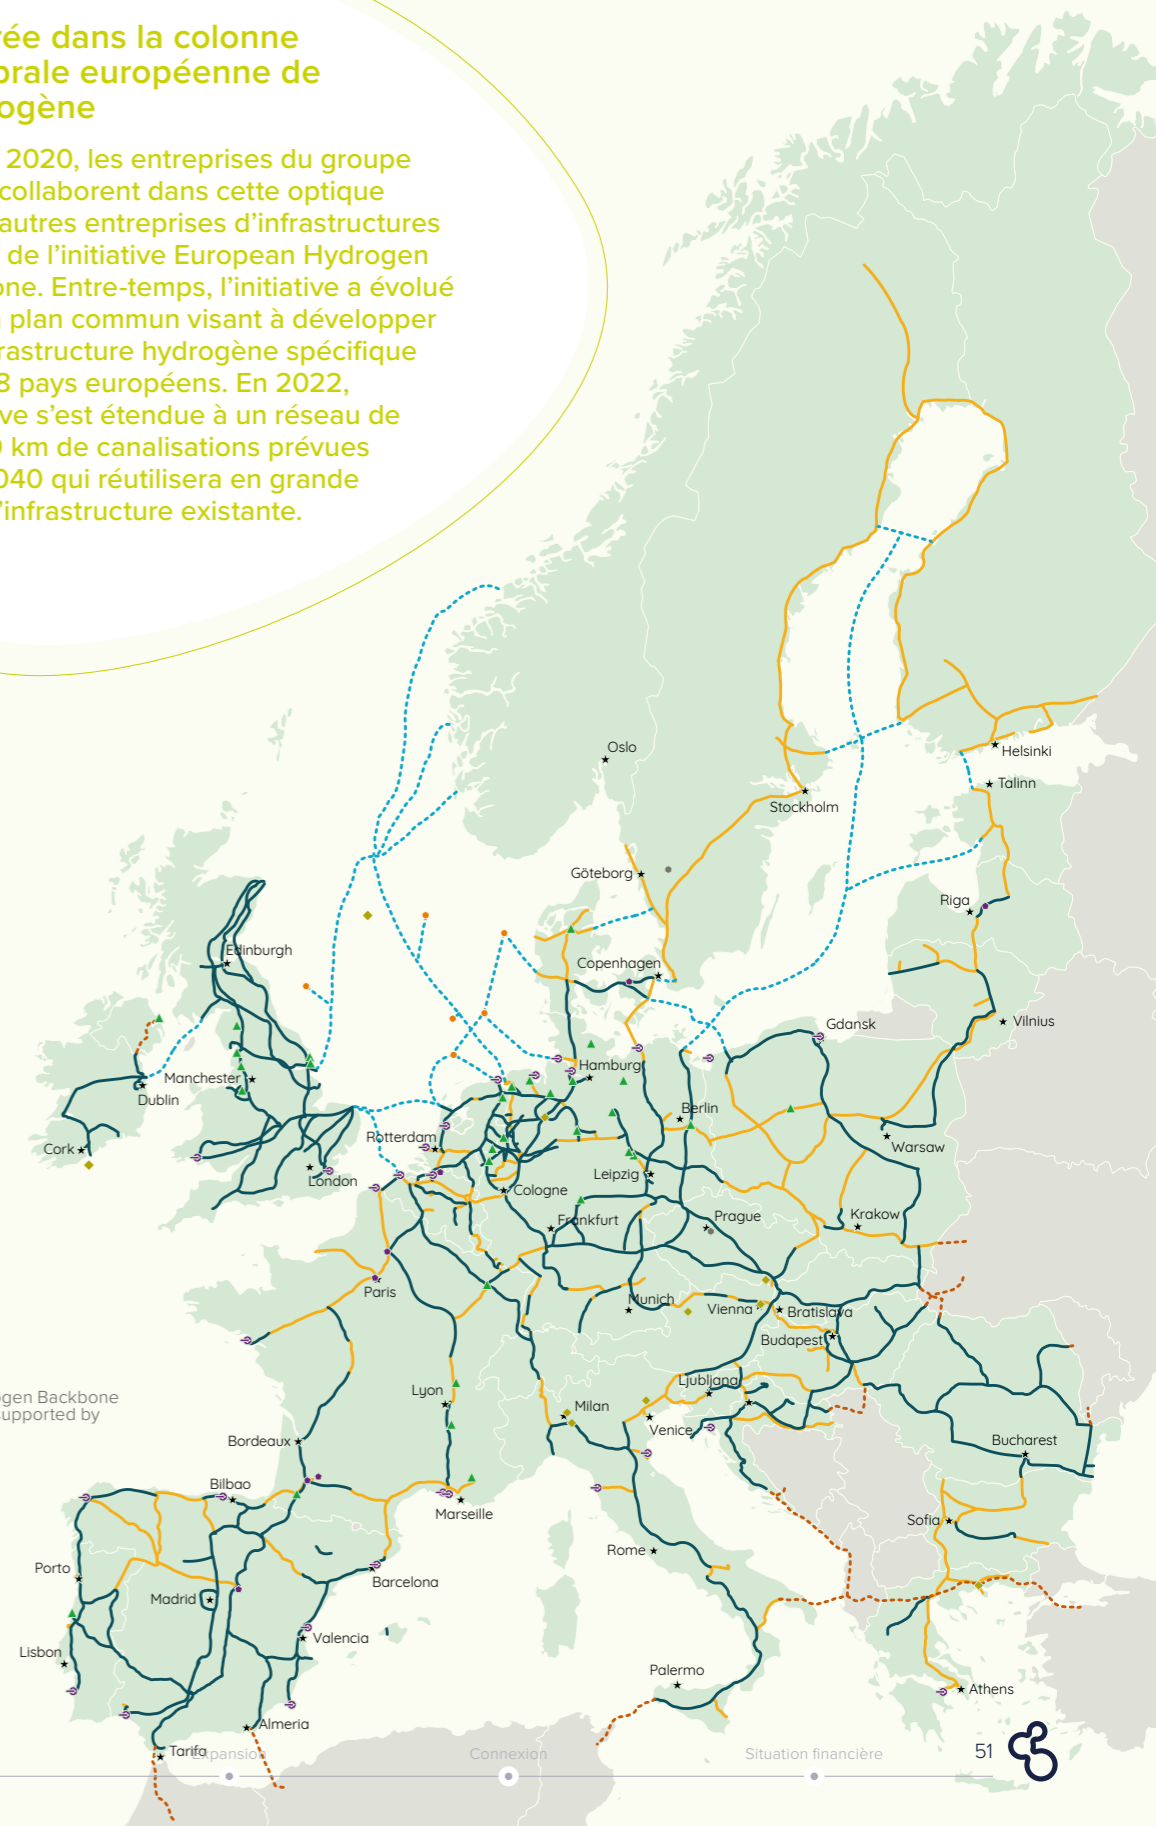 rée dans la colonne
brale européenne de
ogène
2020, les entreprises du groupe
collaborent dans cette optique
autres entreprises d’infrastructures
de l’initiative European Hydrogen
one. Entre-temps, l’initiative a évolué
plan commun visant à développer
rastructure hydrogène spécifique
8 pays européens. En 2022,
ve s’est étendue à un réseau de
0 km de canalisations prévues
040 qui réutilisera en grande
l’infrastructure existante.
Oslo
Helsinki
Talinn
Stockholm
Göteborg
Riga
Edinburgh
Copenhagen
Vilnius
Gdansk
Hamburg
Manchester
Dublin
Berlin
Rotterdam
Warsaw
Cork
London
Leipzig
Cologne
Frankfurt
Prague
Krakow
Paris
Munich
Vienna
Bratislava
Budapest
Ljubljana
Lyon
ogen Backbone
supported by
Milan
Venice
Bordeaux
Bucharest
Bilbao
Marseille
Sofia
Rome
Porto
Barcelona
Madrid
Valencia
Lisbon
Palermo
Athens
Almeria
Tarifa
Expansion
Connexion
Situation financière
51